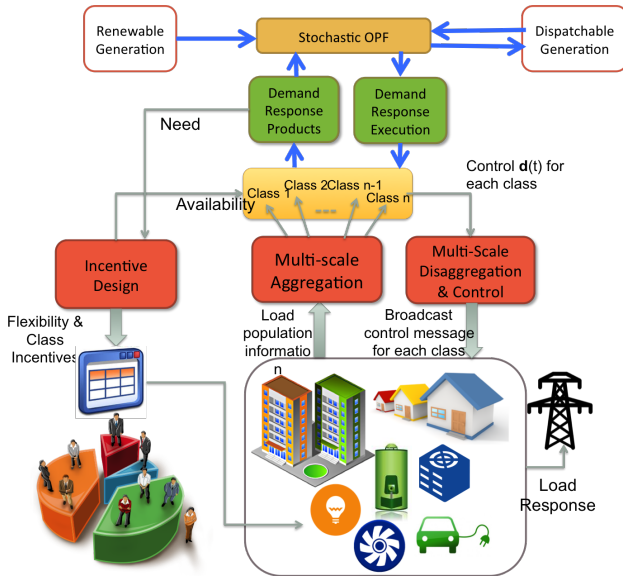 Renewable
Generation
Stochastic OPF
Dispatchable
Generation
Demand
Response
Products
Demand
Response
Execution
Need
Control d(t) for
each class
Availability
Class 1
Class 2
Class n-1
Class n
Incentive
Design
Multi-scale
Aggregation
Multi-Scale
Disaggregation
& Control
Flexibility &
Class
Incentives
Load
population
informatio
n
Broadcast
control message
for each class
Load
Response